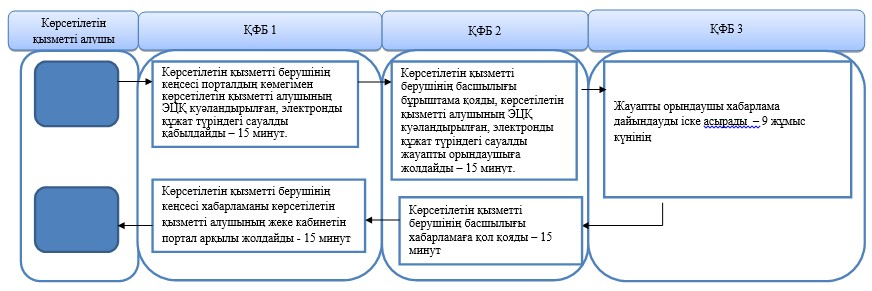 Көрсетілетін
қызметті алушы
ҚФБ 1
ҚФБ 2
ҚФБ 3
Көрсетілетін қызметті берушінің
кеңсесі порталдың көмегімен
көрсетілетін қызметті алушының
ЭЦҚ куәландырылған, электронды
құжат түріндегі сауалды
қабылдайды – 15 минут.
Көрсетілетін қызметті
берушінің басшылығы
бұрыштама қояды, көрсетілетін
қызметті алушының ЭЦҚ
куәландырылған, электронды
құжат түріндегі сауалды
жауапты орындаушыға
жолдайды – 15 минут.
Жауапты орындаушы хабарлама
дайындауды іске асырады – 9 жұмыс
күнінің
Көрсетілетін қызметті берушінің
кеңсесі хабарламаны көрсетілетін
қызметті алушының жеке кабинетін
портал арқылы жолдайды - 15 минут
Көрсетілетін қызметті
берушінің басшылығы
хабарламаға қол қояды – 15
минут